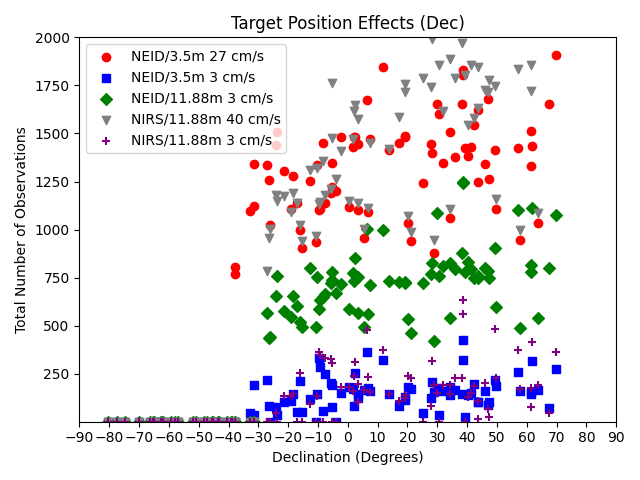 Target Position Effects (Dec)
Total Number of Observations
2000
1750
1500
1250
1000
750
500
250
NEID/3.5m 27 cm/s
NEID/3.5m 3 cm/s
NEID/11.88m 3 cm/s
NIRS/11.88m 40 cm/s
NIRS/11.88m 3 cm/s
−90 −80 −70 −60 −50 −40 −30 −20 −10 0 10 20 30 40 50 60 70 80 90
Declination (Degrees)